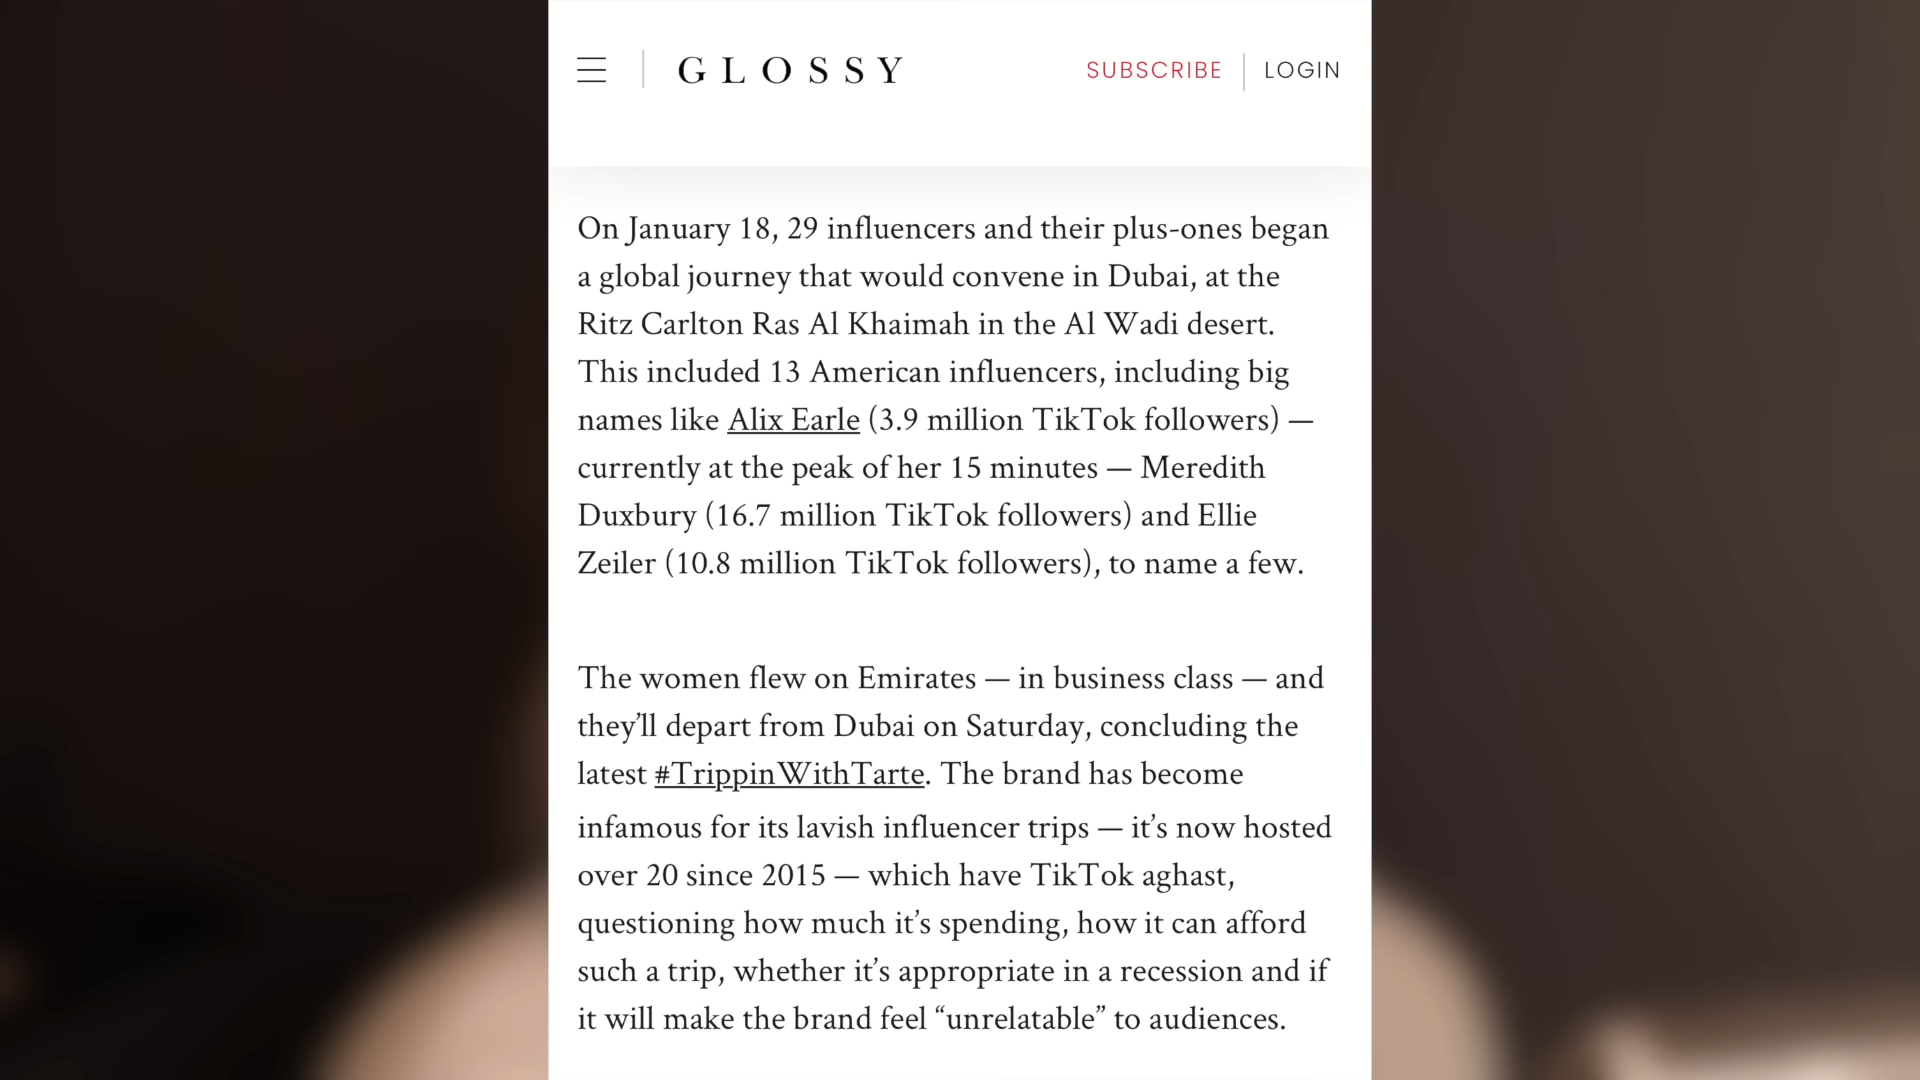 GLOSSY
SUBSCRIBE
LOGIN
On January 18, 29 influencers and their plus-ones began
a global journey that would convene in Dubai, at the
Ritz Carlton Ras Al Khaimah in the Al Wadi desert.
This included 13 American influencers, including big
names like Alix Earle (3.9 million TikTok followers) —
currently at the peak of her 15 minutes — Meredith
Duxbury (16.7 million TikTok followers) and Ellie
Zeiler (10.8 million TikTok followers), to name a few.
The women flew on Emirates — in business class — and
they’ll depart from Dubai on Saturday, concluding the
latest #TrippinWithTarte. The brand has become
infamous for its lavish influencer trips — it’s now hosted
over 20 since 2015 — which have TikTok aghast,
questioning how much it’s spending, how it can afford
such a trip, whether it’s appropriate in a recession and if
it will make the brand feel “unrelatable” to audiences.